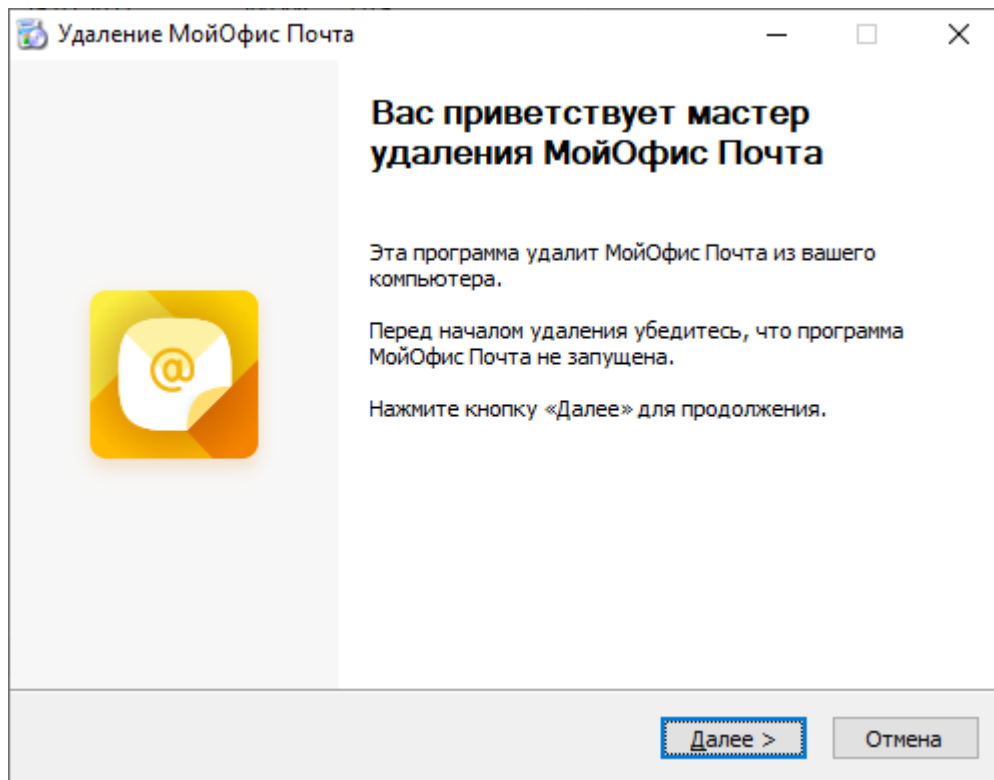 Удаление МойОфис Почта
Вас приветствует мастер
удаления МойОфис Почта
Эта программа удалит МойОфис Почта из вашего
компьютера.
Перед началом удаления убедитесь, что программа
МойОфис Почта не запущена.
Нажмите кнопку «Далее» для продолжения.
@
Далее >
Отмена